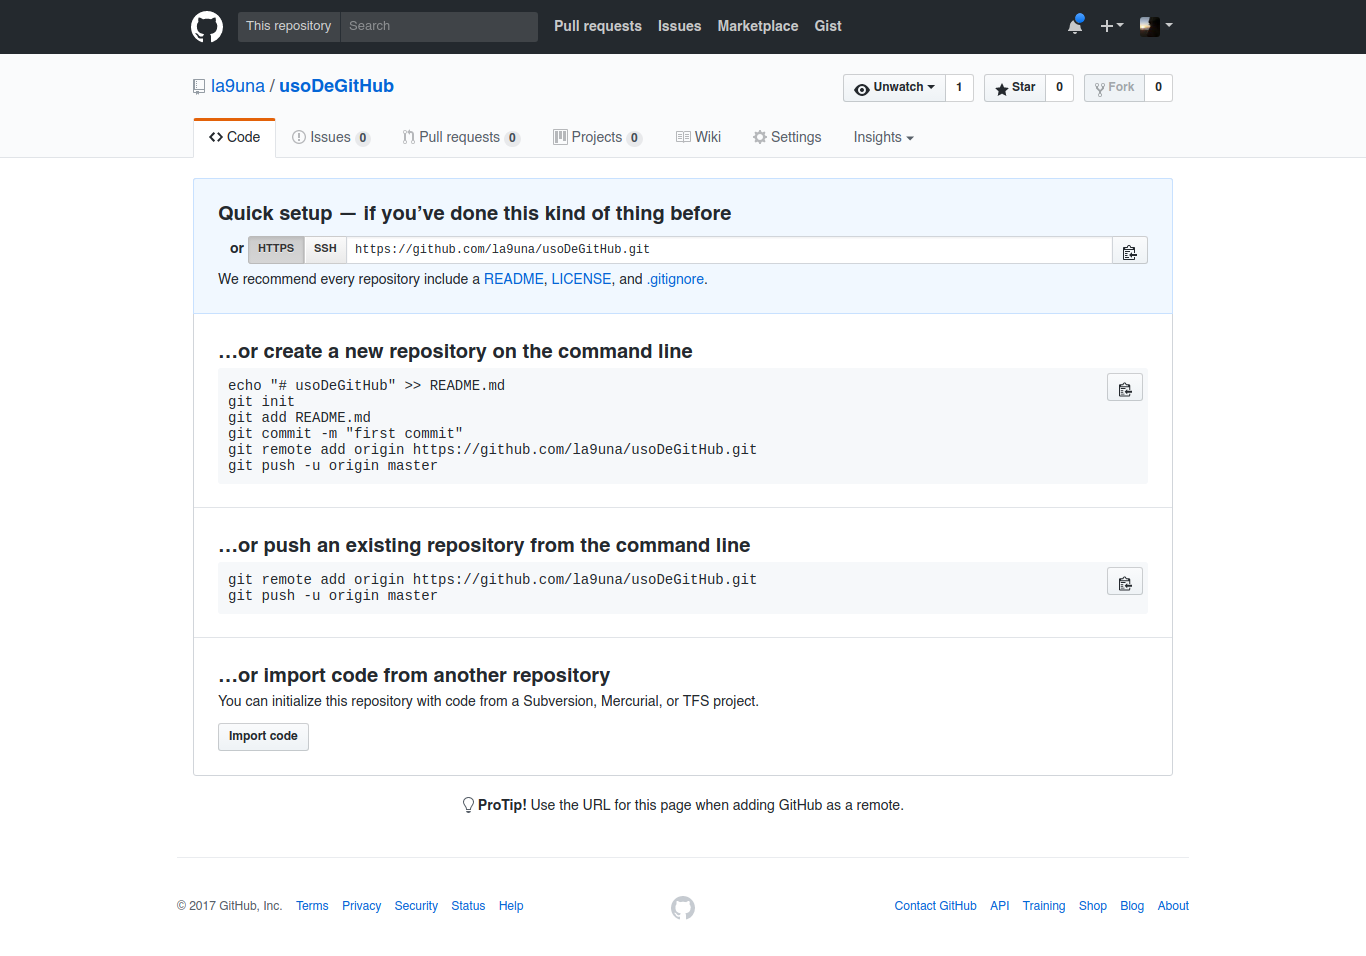 This repository Search Pull requests Issues Marketplace Gist
la9una / usoDeGitHub Unwatch 1 Star 0 Fork 0
Code Issues 0 Pull requests 0 Projects 0 Wiki Settings Insights
Quick setup — if you’ve done this kind of thing before
or HTTPS SSH https://github.com/la9una/usoDeGitHub.git
We recommend every repository include a README, LICENSE, and .gitignore.
…or create a new repository on the command line
echo "# usoDeGitHub" >> README.md
git init
git add README.md
git commit -m "first commit"
git remote add origin https://github.com/la9una/usoDeGitHub.git
git push -u origin master
…or push an existing repository from the command line
git remote add origin https://github.com/la9una/usoDeGitHub.git
git push -u origin master
…or import code from another repository
You can initialize this repository with code from a Subversion, Mercurial, or TFS project.
Import code
ProTip! Use the URL for this page when adding GitHub as a remote.
© 2017 GitHub, Inc. Terms Privacy Security Status Help Contact GitHub API Training Shop Blog About